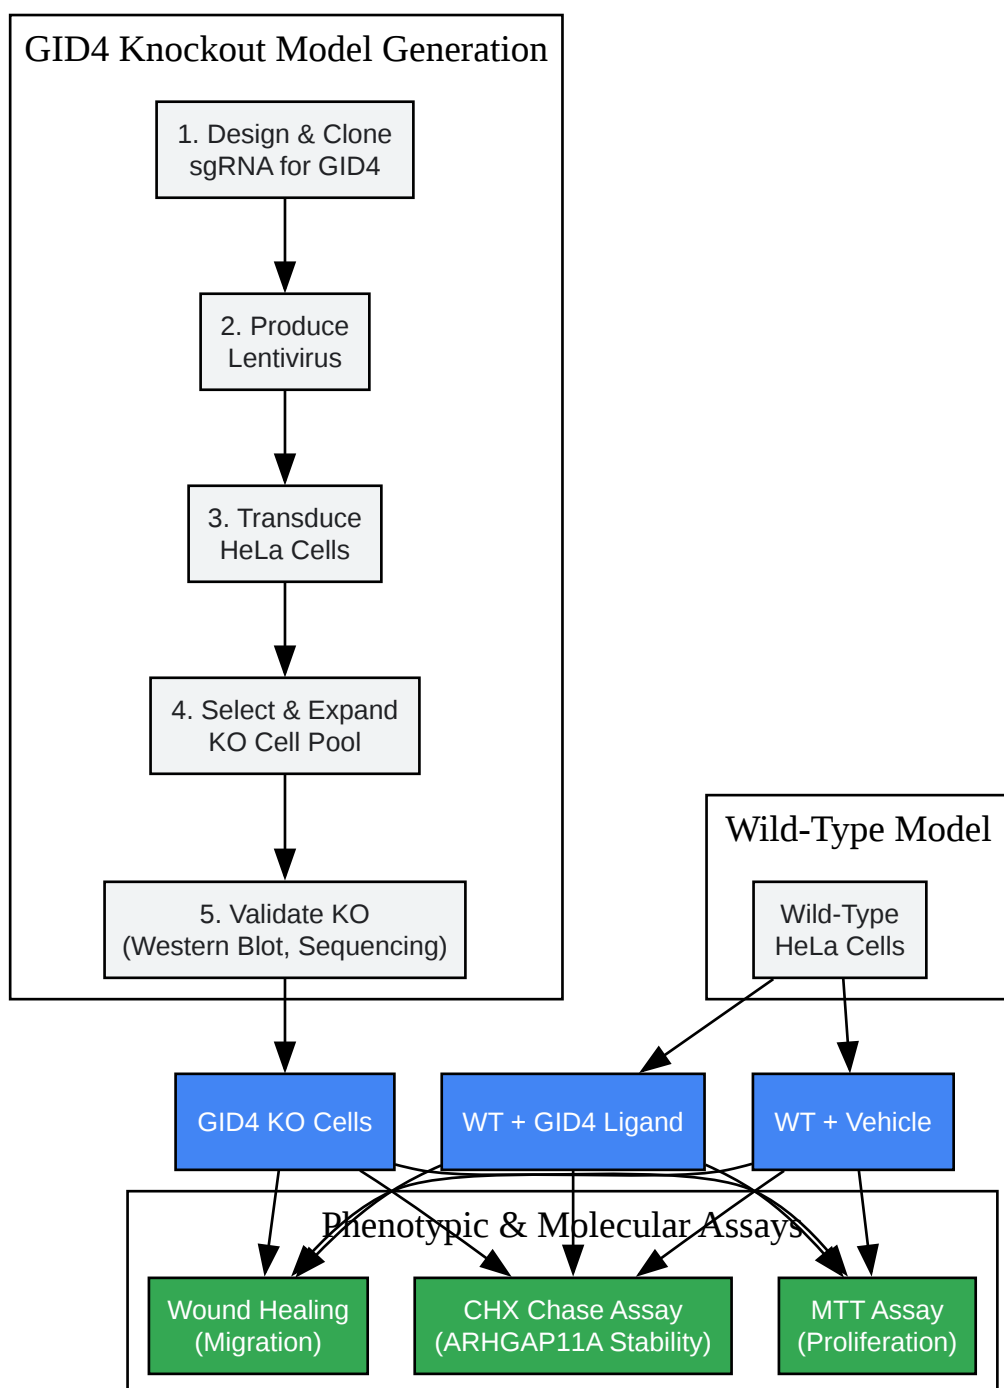 GID4 Knockout Model Generation
1. Design & Clone
sgRNA for GID4
2. Produce
Lentivirus
3. Transduce
HeLa Cells
4. Select & Expand
KO Cell Pool
5. Validate KO
(Western Blot, Sequencing)
Wild-Type Model
Wild-Type
HeLa Cells
GID4 KO Cells
WT + GID4 Ligand
WT + Vehicle
Phenotypic & Molecular Assays
Wound Healing
(Migration)
CHX Chase Assay
(ARHGAP11A Stability)
MTT Assay
(Proliferation)